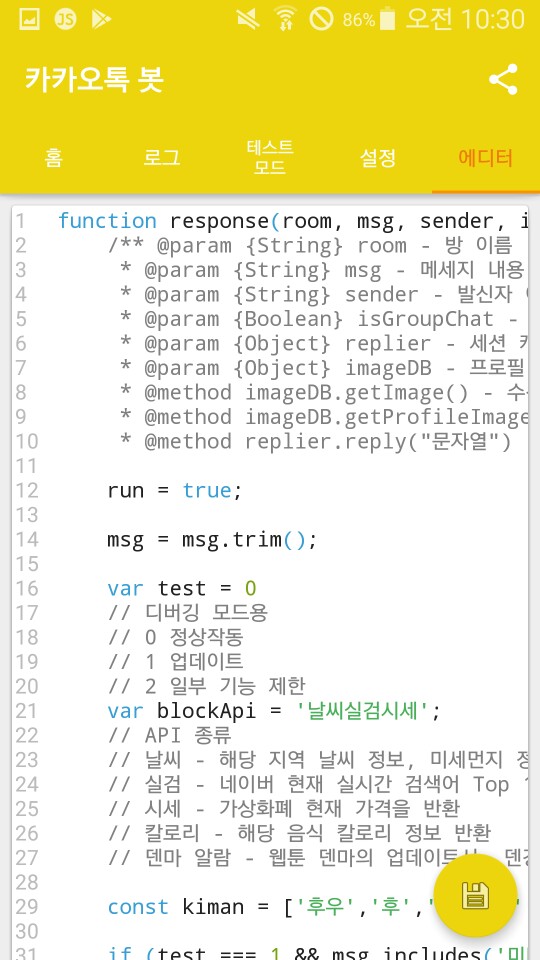 JS 86% 오전 10:30
카카오톡 봇
홈 로그 테스트 모드 설정 에디터
1 function response(room, msg, sender, i
2 /** @param {String} room - 방 이름
3 * @param {String} msg - 메세지 내용
4 * @param {String} sender - 발신자
5 * @param {Boolean} isGroupChat -
6 * @param {Object} replier - 세션
7 * @param {Object} imageDB - 프로필
8 * @method imageDB.getImage() - 수
9 * @method imageDB.getProfileImage
10 * @method replier.reply("문자열")
11
12 run = true;
13
14 msg = msg.trim();
15
16 var test = 0
17 // 디버깅 모드용
18 // 0 정상작동
19 // 1 업데이트
20 // 2 일부 기능 제한
21 var blockApi = '날씨실검시세';
22 // API 종류
23 // 날씨 - 해당 지역 날씨 정보, 미세먼지 정
24 // 실검 - 네이버 현재 실시간 검색어 Top
25 // 시세 - 가상화폐 현재 가격을 반환
26 // 칼로리 - 해당 음식 칼로리 정보 반환
27 // 덴마 알람 - 웹툰 덴마의 업데이트
28
29 const kiman = ['후우','후','
30
31 if (test === 1 && msg.includes('미